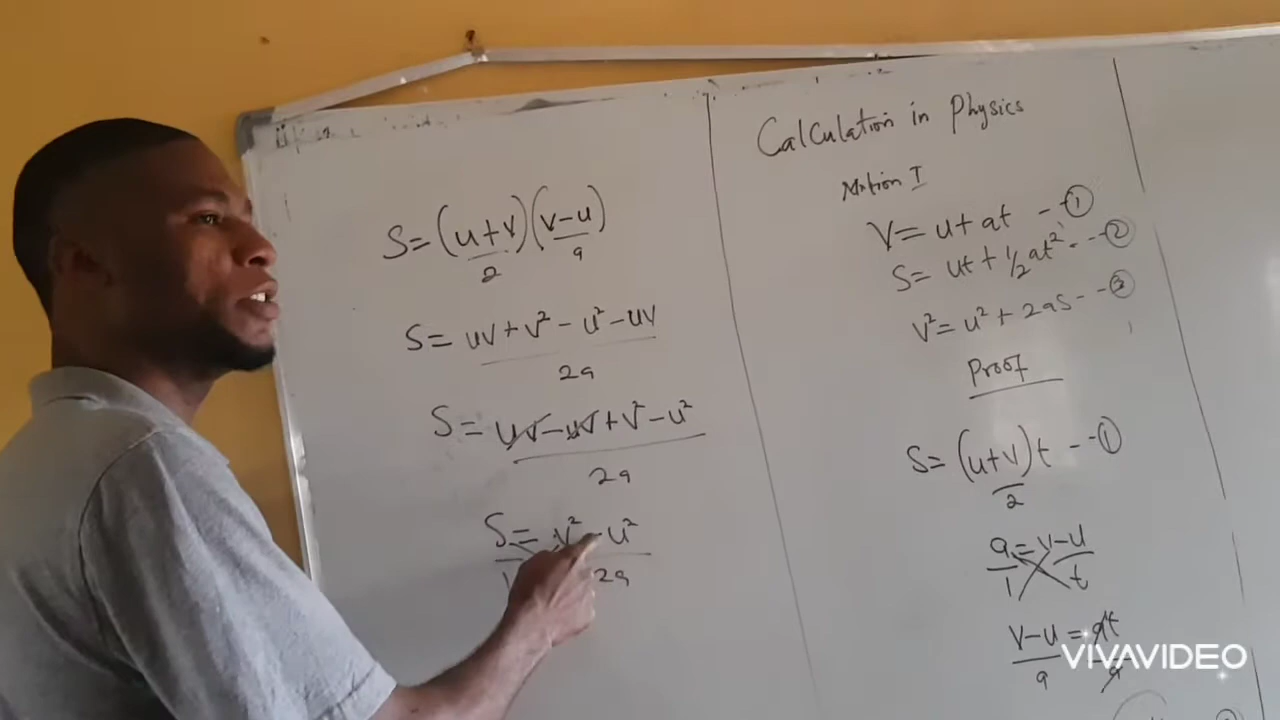 S=(u+v)/2 (v-u)/a
S= uv+v²-u²-uv
2a
S= uv-uv+v²-u²
2a
S= v²-u²
1 2a
Calculation in Physics
Motion I
V= u+at --①
S= ut+½at² ---②
v²=u²+2as---③
Proof
S=(u+v)t --①
2
a=v-u
1 t
v-u=at
a a
VIVAVIDEO